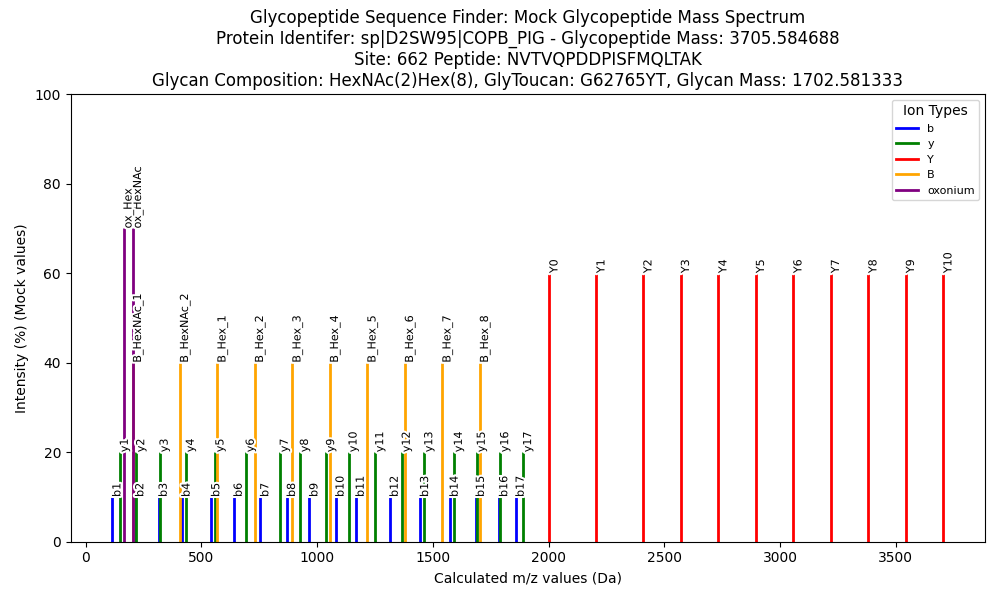 Glycopeptide Sequence Finder: Mock Glycopeptide Mass Spectrum
Protein Identifer: sp|D2SW95|COPB_PIG - Glycopeptide Mass: 3705.584688
Site: 662 Peptide: NVTVQPDDPISFMQLTAK
Glycan Composition: HexNAc(2)Hex(8), GlyToucan: G62765YT, Glycan Mass: 1702.581333
Intensity (%) (Mock values)
100
80
60
40
20
0
Ion Types
b
y
Y
B
oxonium
ox_Hex
ox_HexNAc
Y0
Y1
Y2
Y3
Y4
Y5
Y6
Y7
Y8
Y9
Y10
B_HexNAc_1
B_HexNAc_2
B_Hex_1
B_Hex_2
B_Hex_3
B_Hex_4
B_Hex_5
B_Hex_6
B_Hex_7
B_Hex_8
y1
y2
y3
y4
y5
y6
y7
y8
y9
y10
y11
y12
y13
y14
y15
y16
y17
b1
b2
b3
b4
b5
b6
b7
b8
b9
b10
b11
b12
b13
b14
b15
b16
b17
0
500
1000
1500
2000
2500
3000
3500
Calculated m/z values (Da)